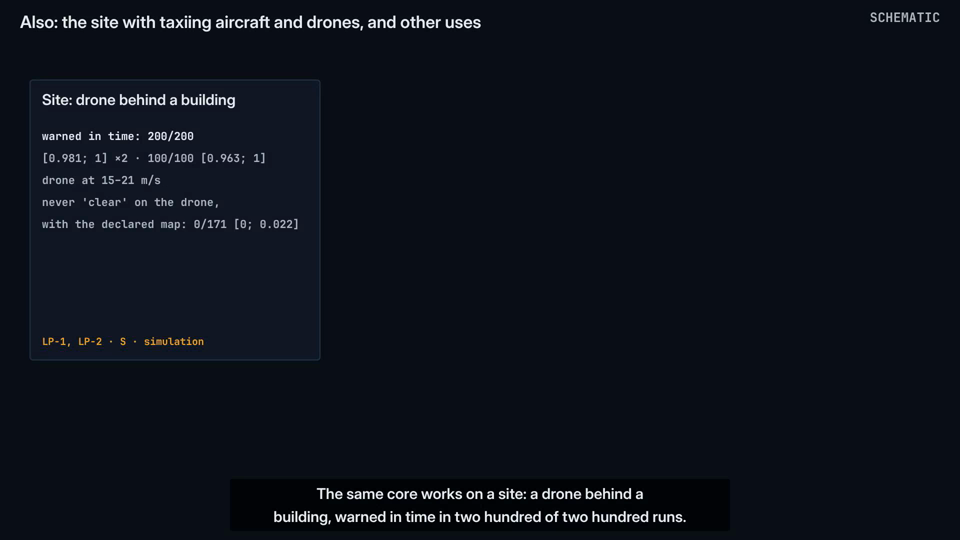 Also: the site with taxiing aircraft and drones, and other uses
SCHEMATIC
Site: drone behind a building
warned in time: 200/200
[0.981; 1] ×2 · 100/100 [0.963; 1]
drone at 15–21 m/s
never 'clear' on the drone,
with the declared map: 0/171 [0; 0.022]
LP-1, LP-2 · S · simulation
The same core works on a site: a drone behind a
building, warned in time in two hundred of two hundred runs.